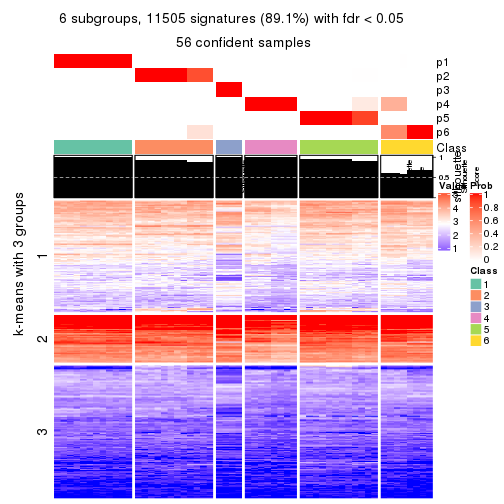 6 subgroups, 11505 signatures (89.1%) with fdr < 0.05
56 confident samples
p1
p2
p3
p4
p5
p6
Class
1
0.5
silhouette
score
k-means with 3 groups
1
2
3
Value
5
4
3
2
1
Prob
1
0.8
0.6
0.4
0.2
0
Class
1
2
3
4
5
6